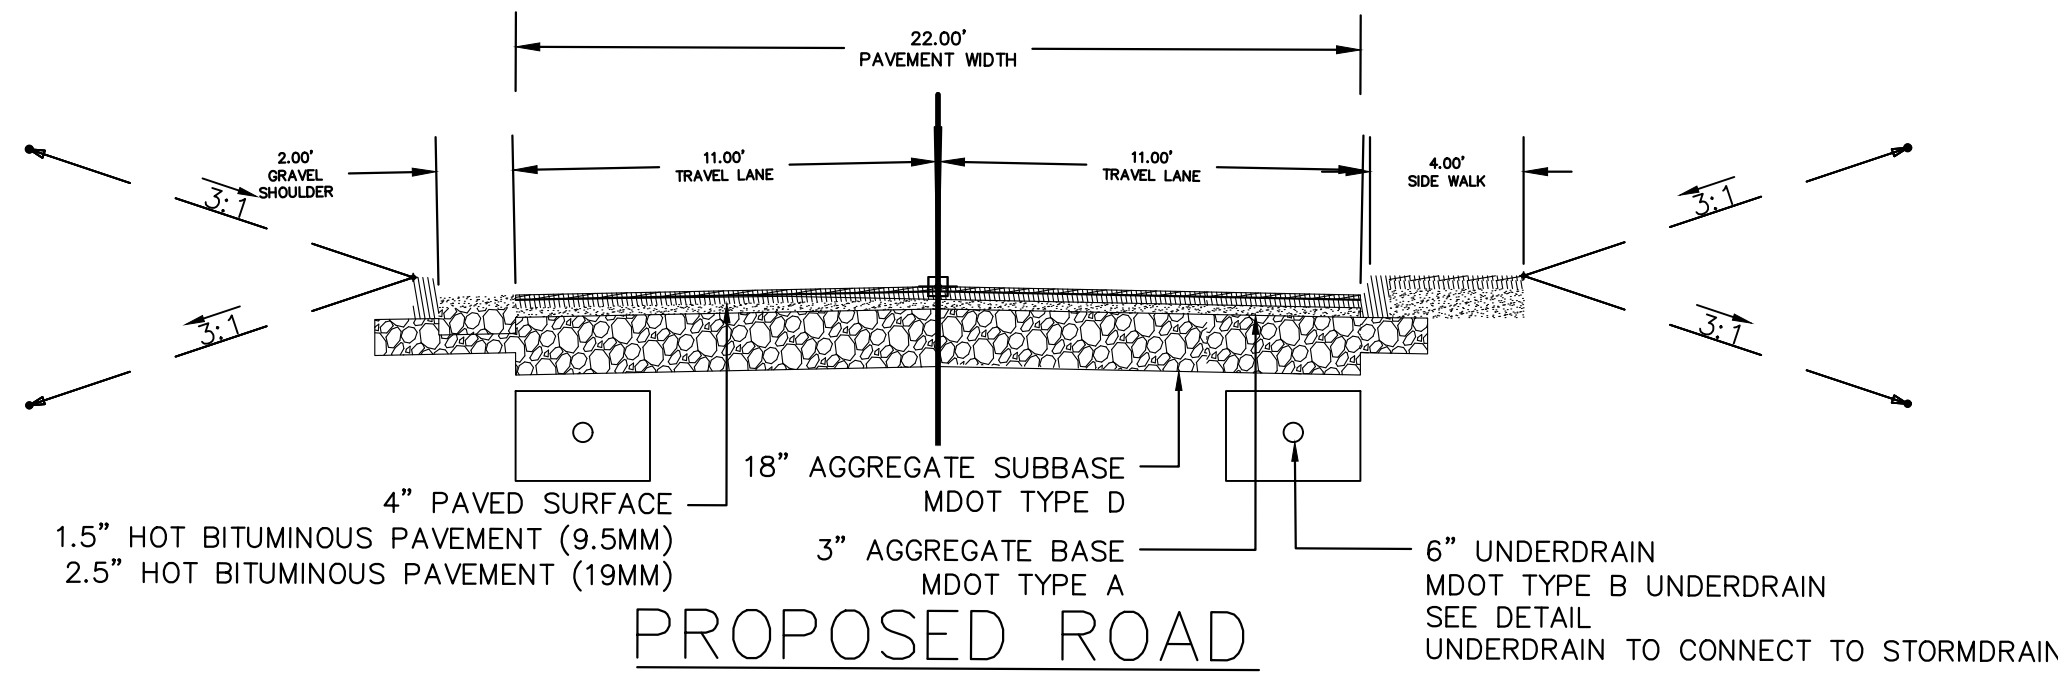 22.00'
PAVEMENT WIDTH
2.00'
GRAVEL
SHOULDER
11.00'
TRAVEL LANE
11.00'
TRAVEL LANE
4.00'
SIDE WALK
3:1
3:1
3:1
3:1
18” AGGREGATE SUBBASE
MDOT TYPE D
4” PAVED SURFACE
1.5” HOT BITUMINOUS PAVEMENT (9.5MM)
2.5” HOT BITUMINOUS PAVEMENT (19MM)
3” AGGREGATE BASE
MDOT TYPE A
6” UNDERDRAIN
MDOT TYPE B UNDERDRAIN
SEE DETAIL
UNDERDRAIN TO CONNECT TO STORMDRAIN
PROPOSED ROAD